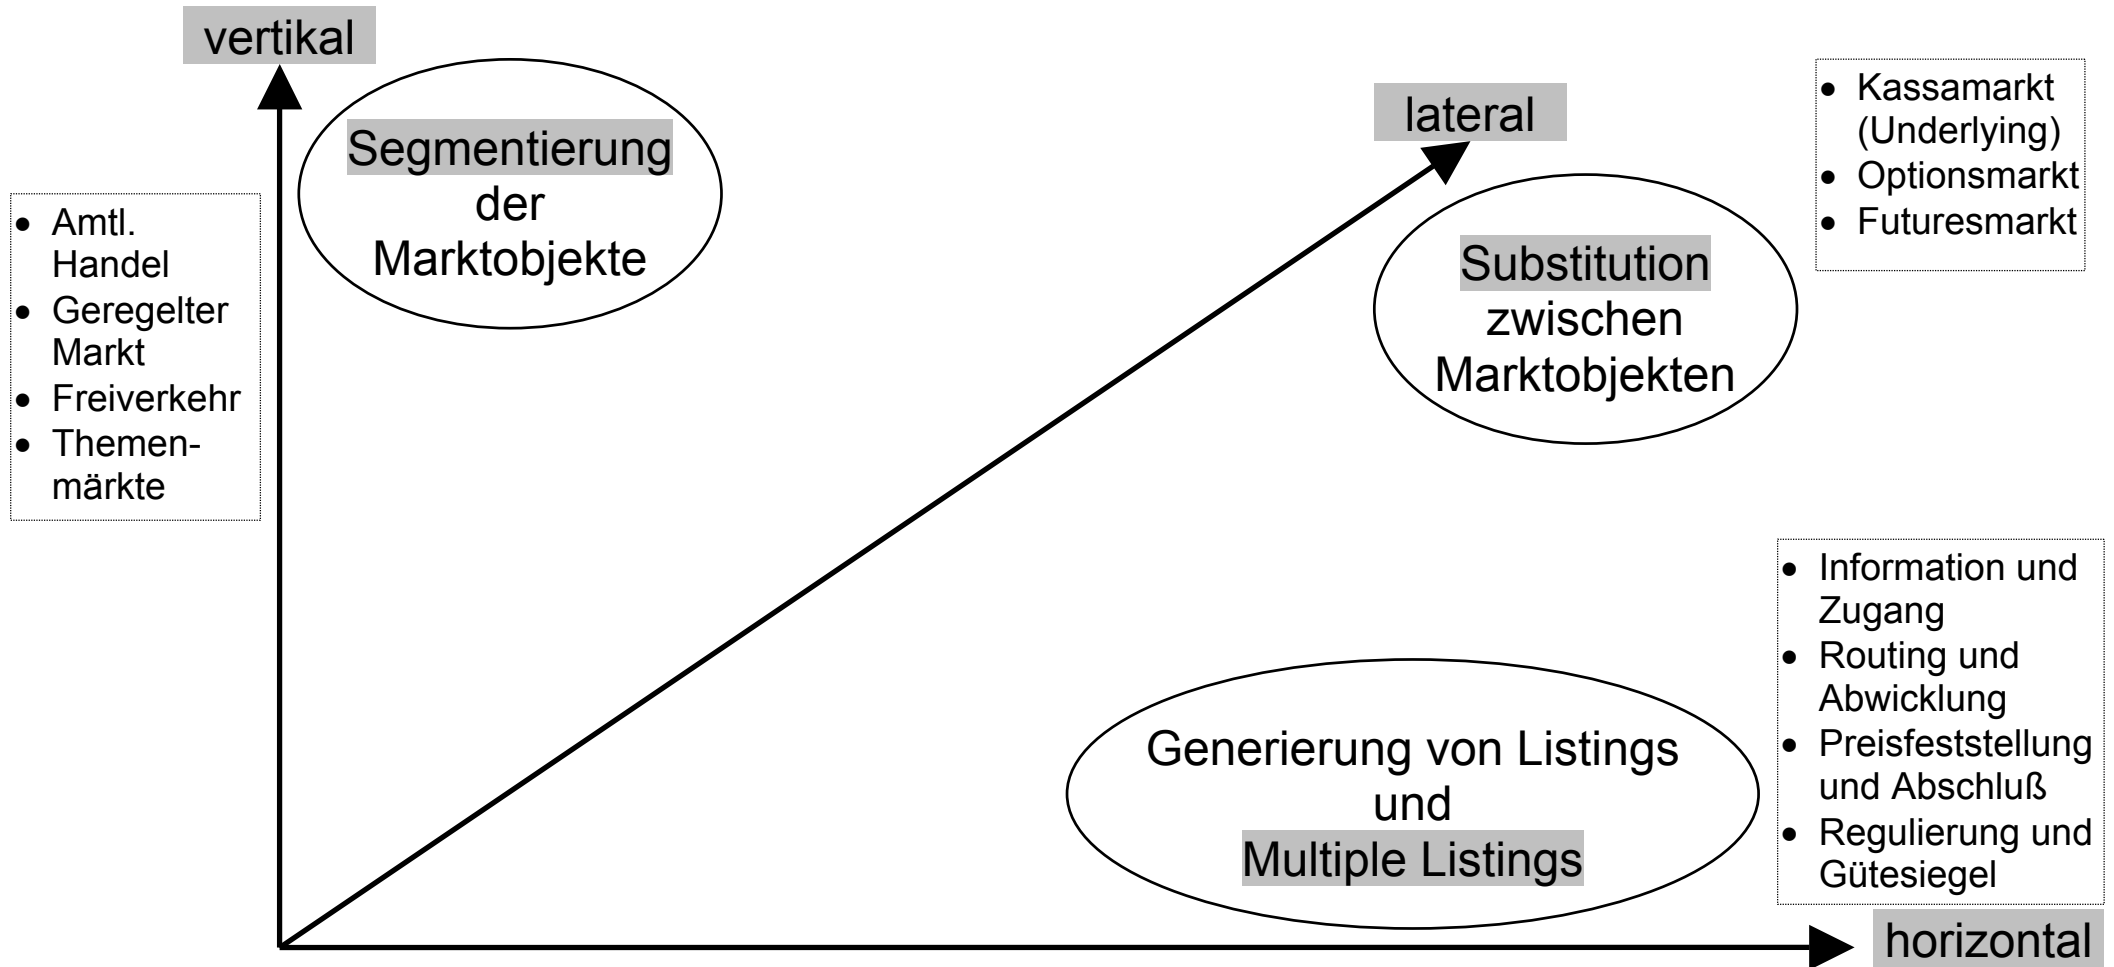 vertikal
Segmentierung
der
Marktobjekte
• Amtl.
Handel
• Geregelter
Markt
• Freiverkehr
• Themen-
märkte
lateral
Substitution
zwischen
Marktobjekten
• Kassamarkt
(Underlying)
• Optionsmarkt
• Futuresmarkt
Generierung von Listings
und
Multiple Listings
• Information und
Zugang
• Routing und
Abwicklung
• Preisfeststellung
und Abschluß
• Regulierung und
Gütesiegel
horizontal